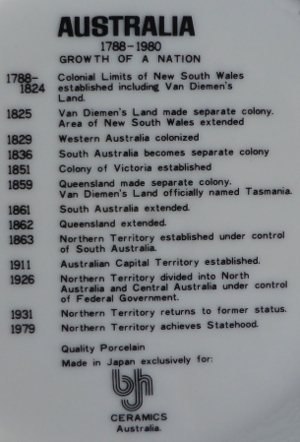 AUSTRALIA
1788-1980
GROWTH OF A NATION
1788- Colonial Limits of New South Wales
1824 established including Van Diemen's
Land.
1825 Van Diemen's Land made separate colony.
Area of New South Wales extended
1829 Western Australia colonized
1836 South Australia becomes separate colony
1851 Colony of Victoria established
1859 Queensland made separate colony.
Van Diemen's Land officially named Tasmania.
1861 South Australia extended.
1862 Queensland extended.
1863 Northern Territory established under control
of South Australia.
1911 Australian Capital Territory established.
1926 Northern Territory divided into North
Australia and Central Australia under control
of Federal Government.
1931 Northern Territory returns to former status.
1979 Northern Territory achieves Statehood.
Quality Porcelain
Made in Japan exclusively for:
bjh
CERAMICS
Australia.